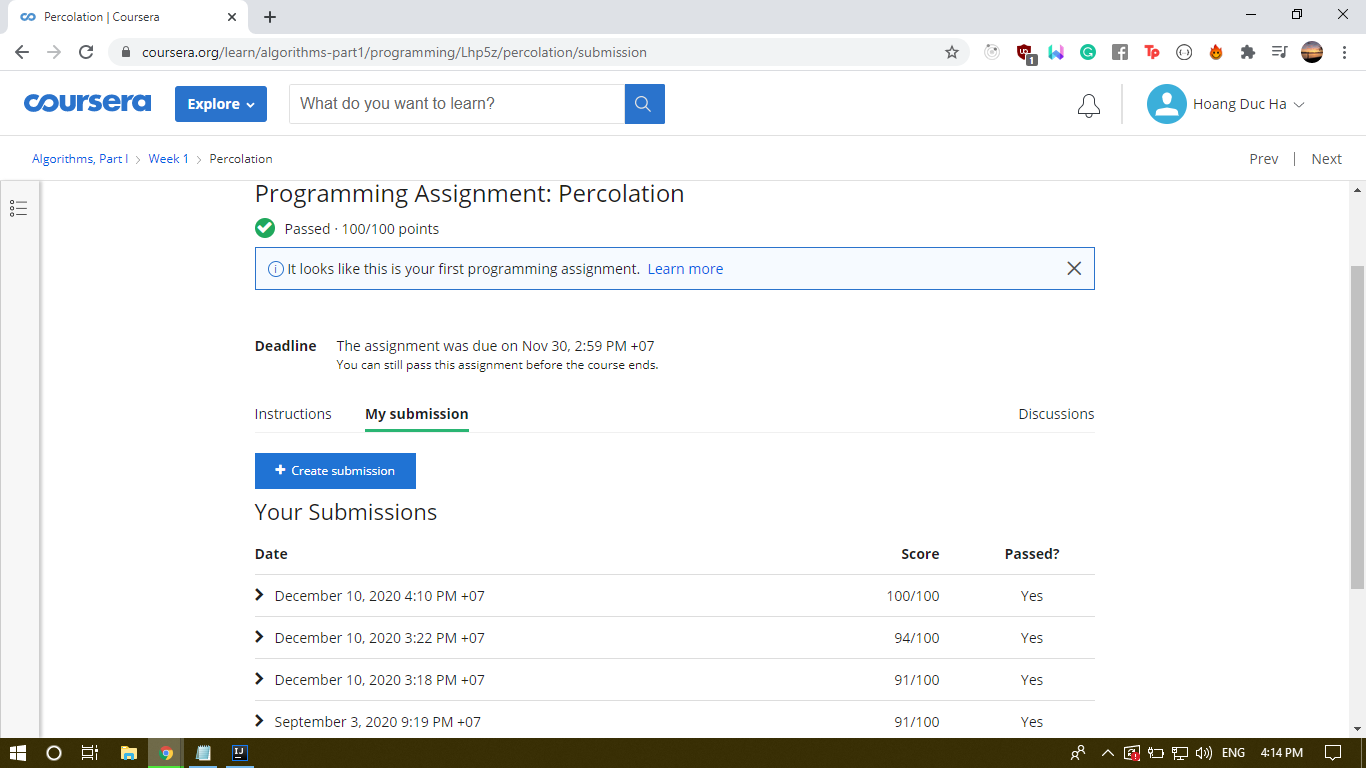 Percolation | Coursera
coursera.org/learn/algorithms-part1/programming/Lhp5z/percolation/submission
1
coursera
Explore
What do you want to learn?
Hoang Duc Ha
Algorithms, Part I > Week 1 > Percolation
Prev | Next
Programming Assignment: Percolation
Passed · 100/100 points
It looks like this is your first programming assignment. Learn more
Deadline The assignment was due on Nov 30, 2:59 PM +07
You can still pass this assignment before the course ends.
Instructions My submission Discussions
+ Create submission
Your Submissions
Date Score Passed?
December 10, 2020 4:10 PM +07 100/100 Yes
December 10, 2020 3:22 PM +07 94/100 Yes
December 10, 2020 3:18 PM +07 91/100 Yes
September 3, 2020 9:19 PM +07 91/100 Yes
ENG 4:14 PM